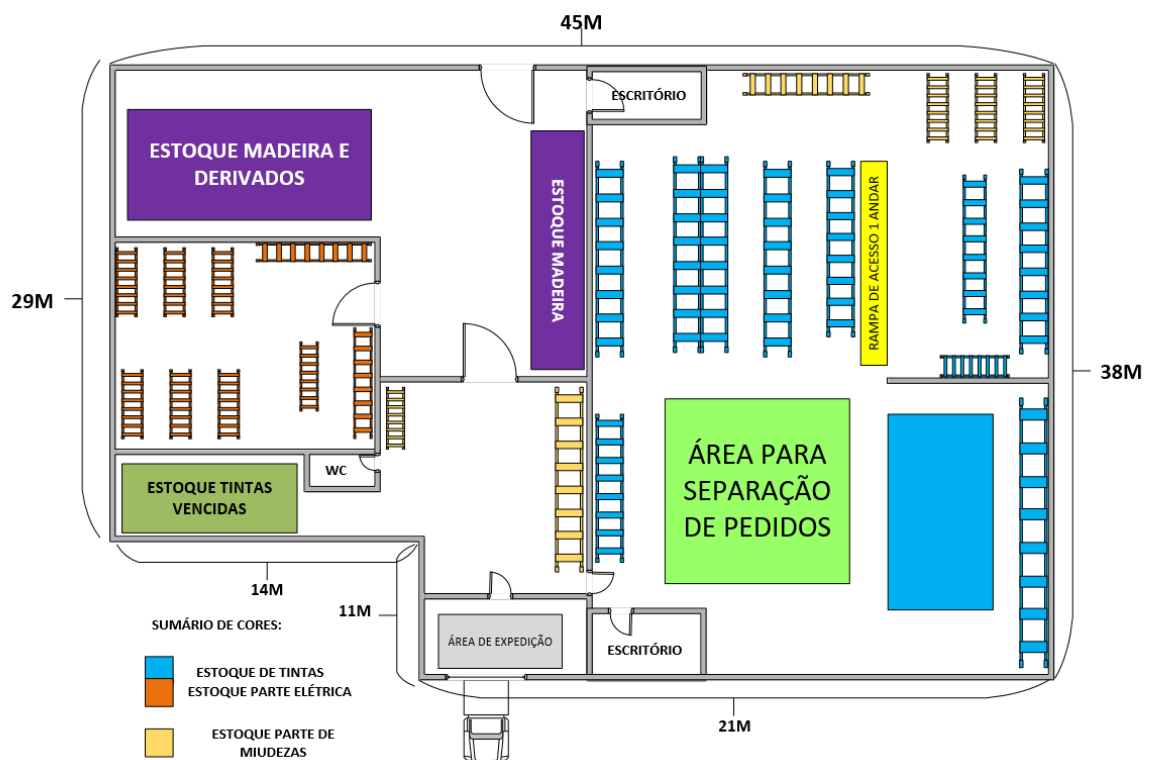 45M
ESCRITÓRIO
ESTOQUE MADEIRA E
DERIVADOS
ESTOQUE MADEIRA
RAMPA DE ACESSO 1 ANDAR
29M
38M
ÁREA PARA
SEPARAÇÃO
DE PEDIDOS
WC
ESTOQUE TINTAS
VENCIDAS
14M
11M
ÁREA DE EXPEDIÇÃO
ESCRITÓRIO
21M
SUMÁRIO DE CORES:
ESTOQUE DE TINTAS
ESTOQUE PARTE ELÉTRICA
ESTOQUE PARTE DE
MIUDEZAS